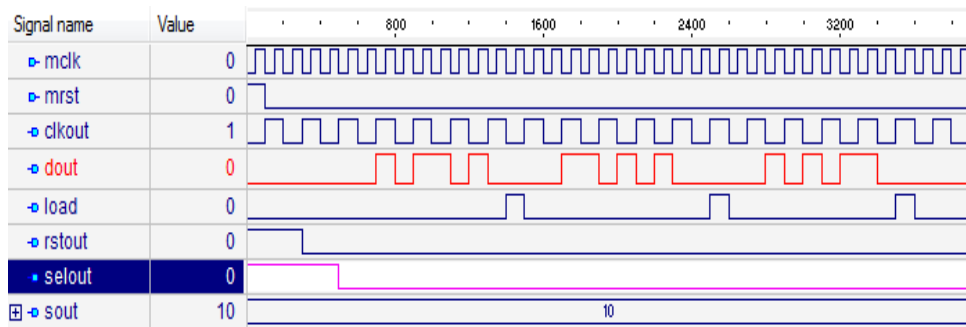 Signal name Value 800 1600 2400 3200
mclk 0
mrst 0
clkout 1
dout 0
load 0
rstout 0
selout 0
sout 10 10